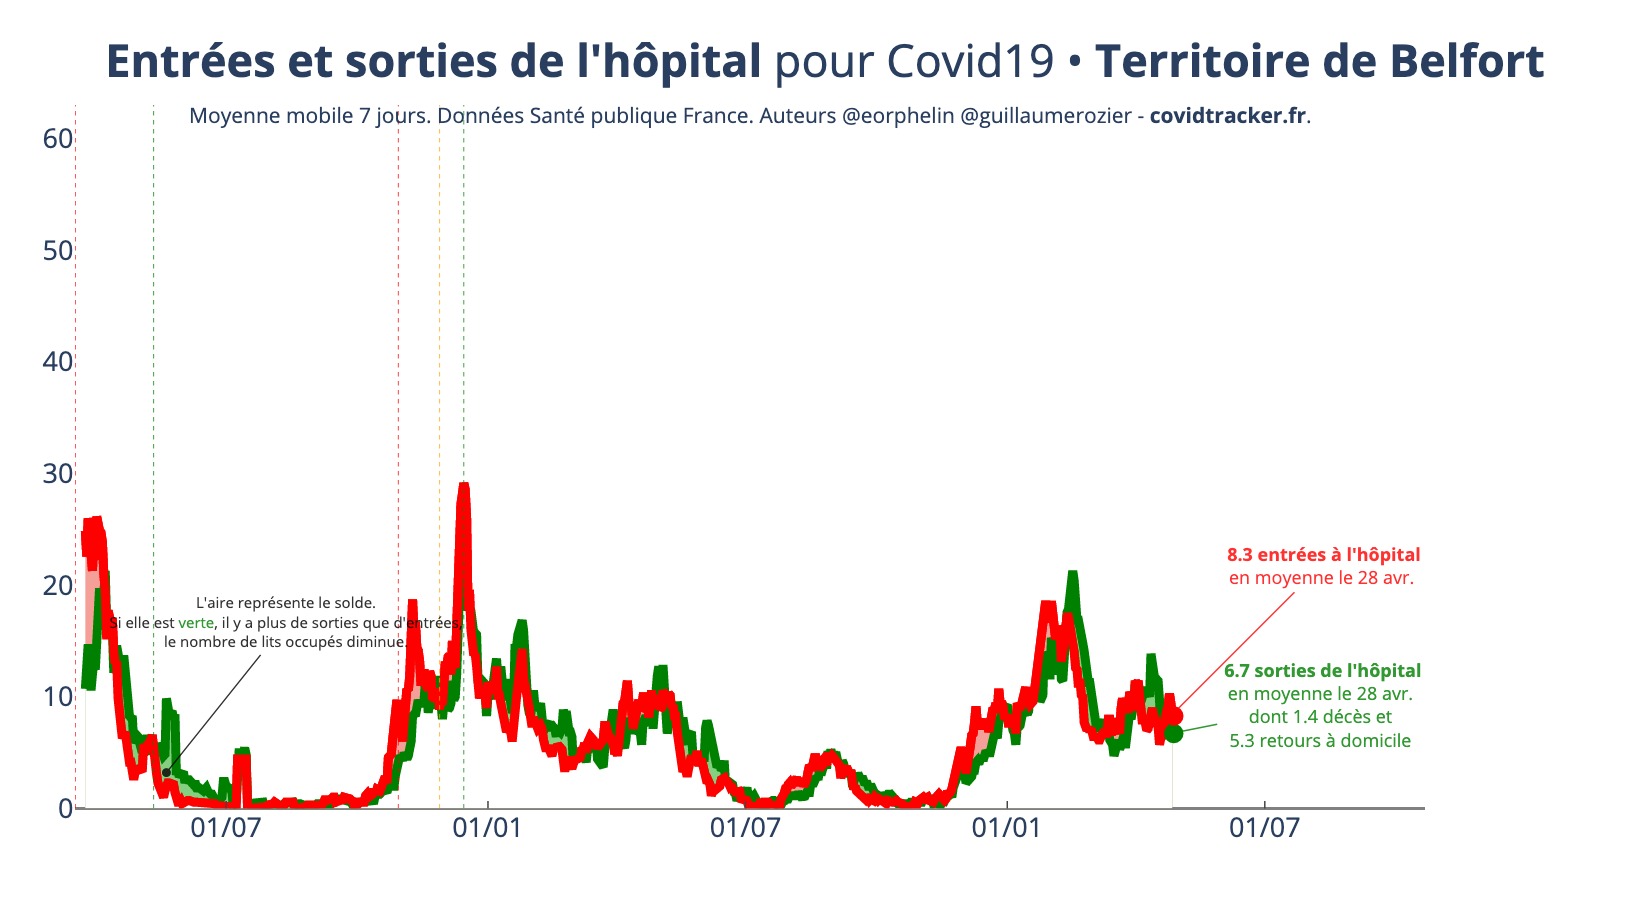 Entrées et sorties de l'hôpital pour Covid19 • Territoire de Belfort
Moyenne mobile 7 jours. Données Santé publique France. Auteurs @eorphelin @guillaumerozier - covidtracker.fr.
60
50
40
30
20
10
0
L'aire représente le solde.
Si elle est verte, il y a plus de sorties que d'entrées,
le nombre de lits occupés diminue.
8.3 entrées à l'hôpital
en moyenne le 28 avr.
6.7 sorties de l'hôpital
en moyenne le 28 avr.
dont 1.4 décès et
5.3 retours à domicile
01/07
01/01
01/07
01/01
01/07